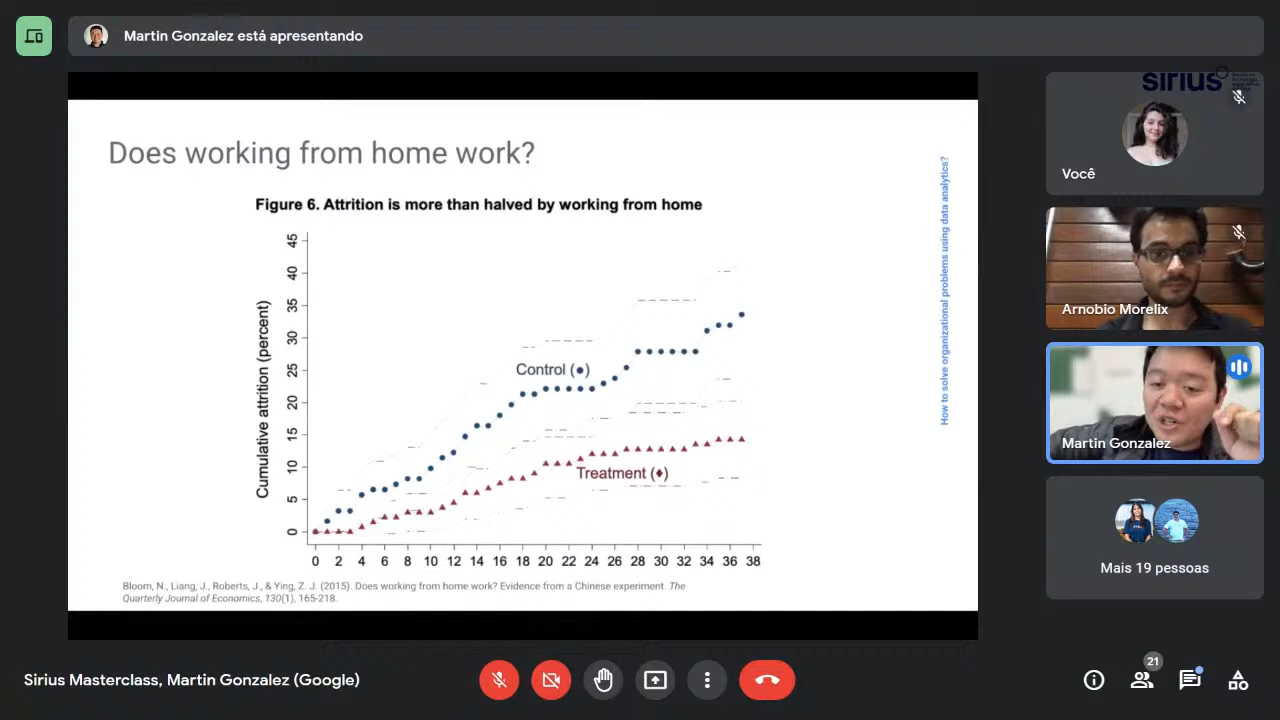 Martin Gonzalez está apresentando
sirius
Does working from home work?
Figure 6. Attrition is more than halved by working from home
Cumulative attrition (percent)
45
40
35
30
25
20
15
10
5
0
Control (●)
Treatment (♦)
0 2 4 6 8 10 12 14 16 18 20 22 24 26 28 30 32 34 36 38
Bloom, N., Liang, J., Roberts, J., & Ying, Z. J. (2015). Does working from home work? Evidence from a Chinese experiment. The
Quarterly Journal of Economics, 130(1), 165-218.
How to solve organizational problems using data analytics?
Você
Arnobio Morelix
Martin Gonzalez
Mais 19 pessoas
Sirius Masterclass, Martin Gonzalez (Google)
21